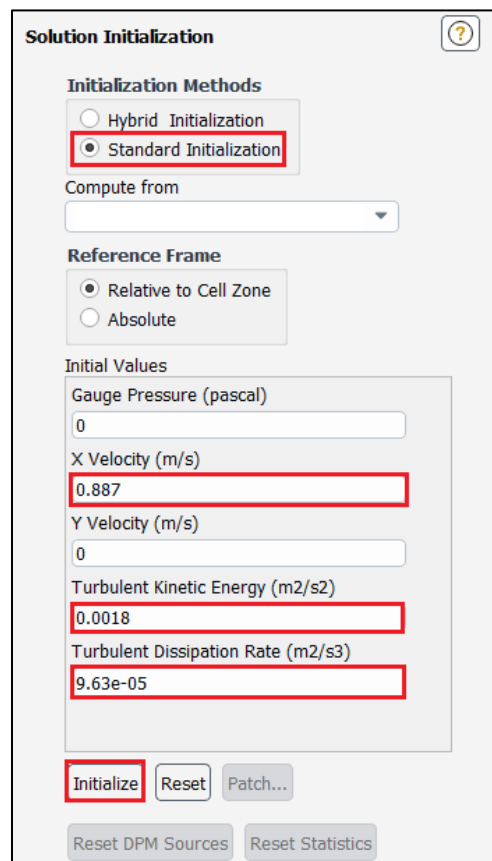 Solution Initialization
?
Initialization Methods
Hybrid Initialization
Standard Initialization
Compute from
Reference Frame
Relative to Cell Zone
Absolute
Initial Values
Gauge Pressure (pascal)
0
X Velocity (m/s)
0.887
Y Velocity (m/s)
0
Turbulent Kinetic Energy (m2/s2)
0.0018
Turbulent Dissipation Rate (m2/s3)
9.63e-05
Initialize Reset Patch...
Reset DPM Sources Reset Statistics